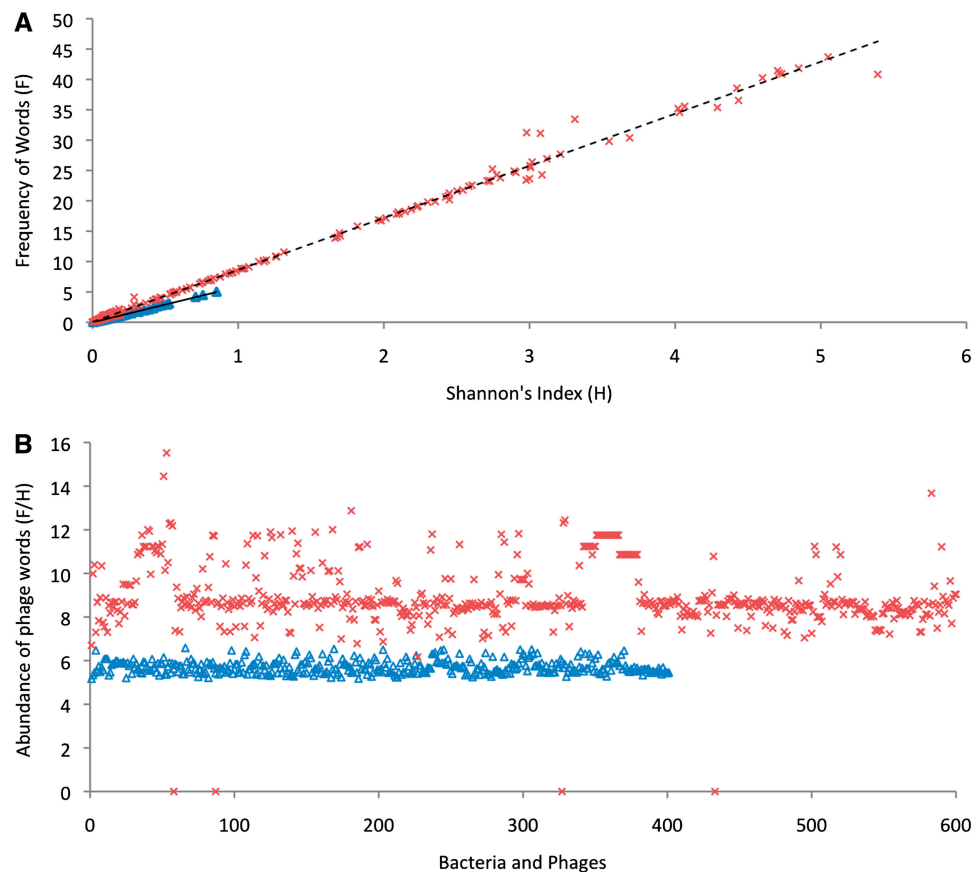 A
Frequency of Words (F)
50
45
40
35
30
25
20
15
10
5
0
0 1 2 3 4 5 6
Shannon's Index (H)
B
Abundance of phage words (F/H)
16
14
12
10
8
6
4
2
0
0 100 200 300 400 500 600
Bacteria and Phages